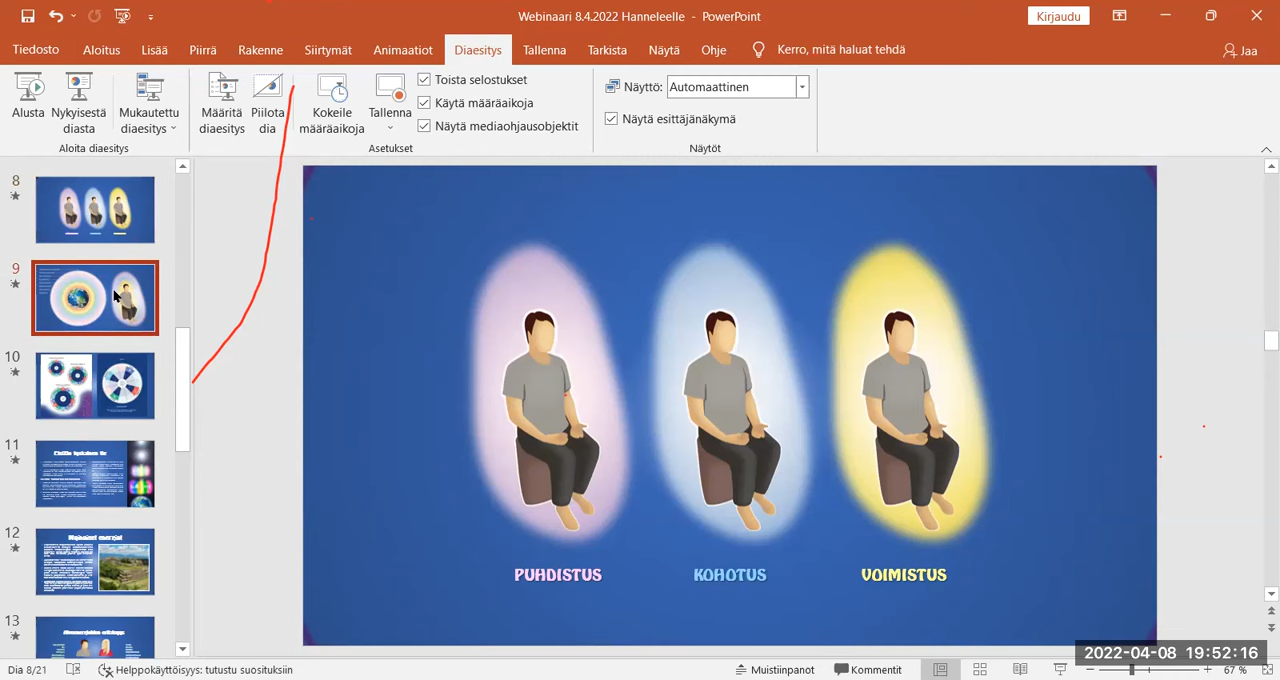 Webinaari 8.4.2022 Hanneleelle - PowerPoint
Kirjaudu
Tiedosto Aloitus Lisää Piirrä Rakenne Siirtymät Animaatiot Diaesitys Tallenna Tarkista Näytä Ohje Kerro, mitä haluat tehdä Jaa
Alusta
Nykyisestä
diasta
Mukautettu
diaesitys
Aloita diaesitys
Määritä
diaesitys
Piilota
dia
Kokeile
määräaikoja
Tallenna
Toista selostukset
Käytä määräaikoja
Näytä mediaohjausobjektit
Asetukset
Näyttö: Automaattinen
Näytä esittäjänäkymä
Näytöt
8
9
10
11
12
13
PUHDISTUS KOHOTUS VOIMISTUS
2022-04-08 19:52:16
Dia 8/21 Helppokäyttöisyys: tutustu suosituksiin Muistiinpanot Kommentit 67 %